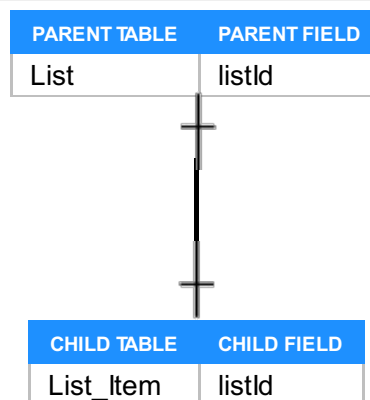 PARENT TABLE PARENT FIELD
List listId
CHILD TABLE CHILD FIELD
List_Item listId